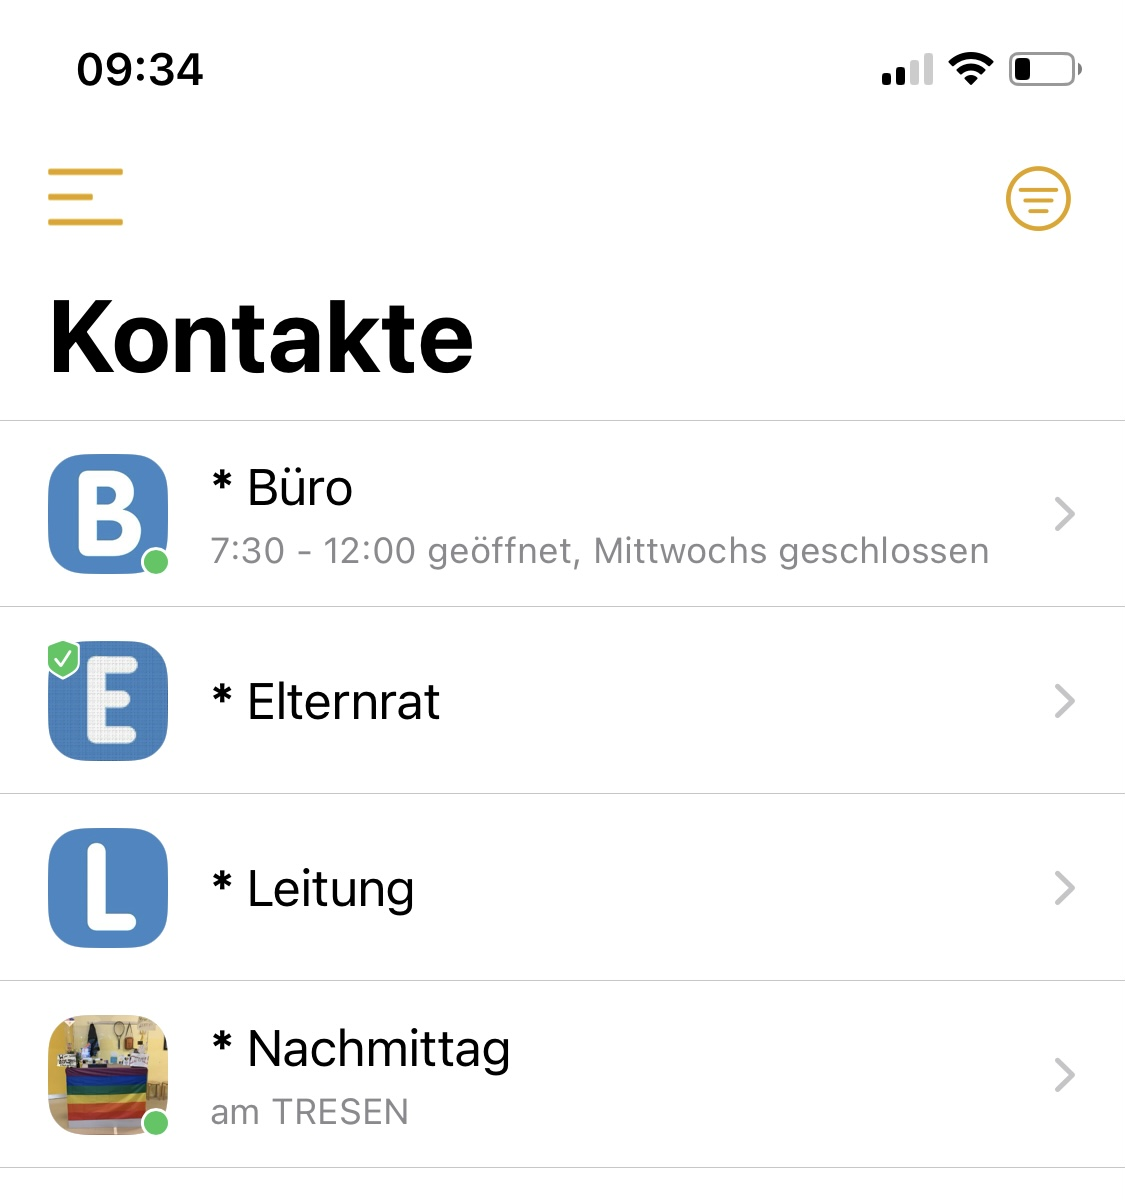 09:34
Kontakte
B
* Büro
7:30 - 12:00 geöffnet, Mittwochs geschlossen
E
* Elternrat
L
* Leitung
* Nachmittag
am TRESEN